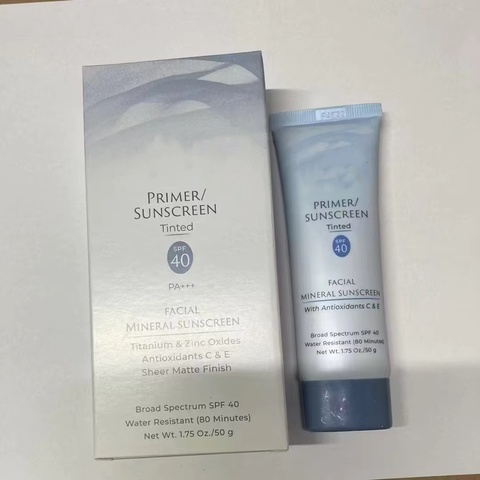 PRIMER/
SUNSCREEN
Tinted
SPF
40
PA+++
FACIAL
MINERAL SUNSCREEN
Titanium & Zinc Oxides
Antioxidants C & E
Sheer Matte Finish
Broad Spectrum SPF 40
Water Resistant (80 Minutes)
Net Wt. 1.75 Oz./50 g
PRIMER/
SUNSCREEN
Tinted
SPF
40
FACIAL
MINERAL SUNSCREEN
With Antioxidants C & E
Broad Spectrum SPF 40
Water Resistant (80 Minutes)
Net Wt. 1.75 Oz./50 g